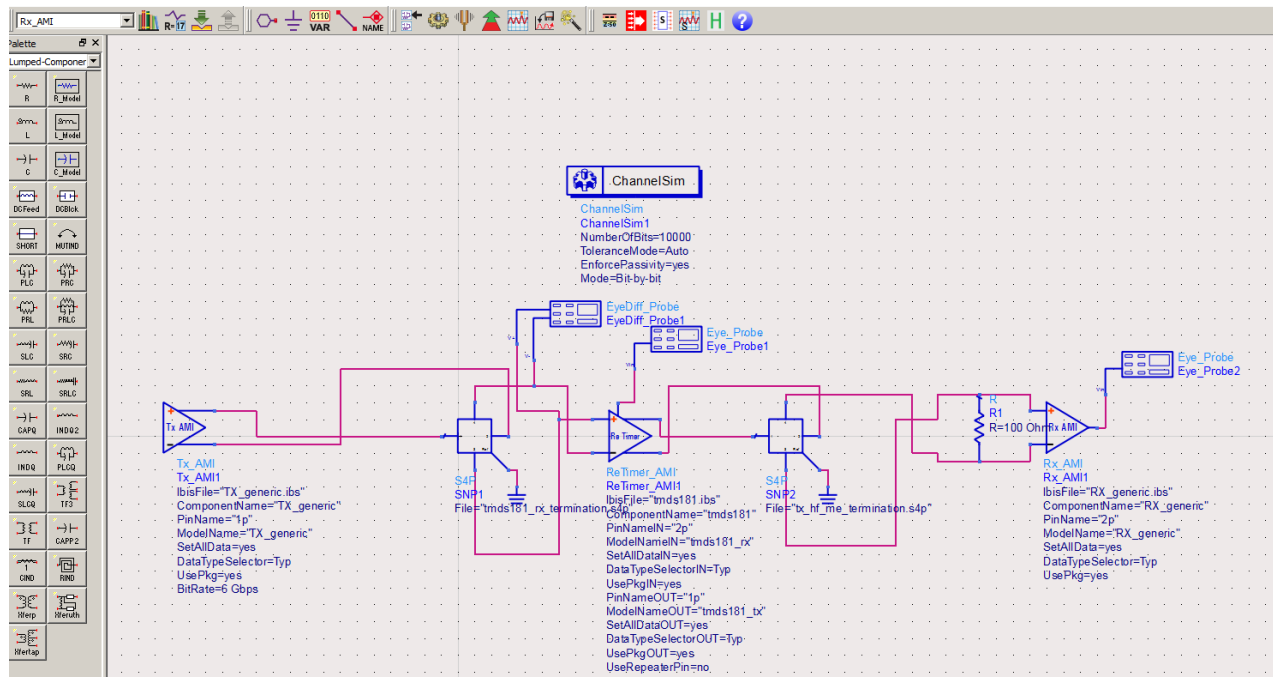 Rx_AMI
R=17
0110
VAR
NAME
2:50
S
H
?
Palette
Lumped-Componer
R
R_Model
L
L_Model
C
C_Model
DCFeed
DCBlok
SHORT
MUTIND
PLC
PRC
PRL
PRLC
SLC
SRC
SRL
SRLC
CAPQ
INDQ2
INDQ
PLCQ
SLCQ
TF3
TF
CAPP2
CIND
RIND
Xferp
Xferuth
Xfertap
ChannelSim
ChannelSim
ChannelSim1
NumberOfBits=10000
ToleranceMode=Auto
EnforcePassivity=yes
Mode=Bit-by-bit
EyeDiff_Probe
EyeDiff_Probe1
Eye_Probe
Eye_Probe1
Eye_Probe
Eye_Probe2
Tx AMI
Tx_AMI
Tx_AMI1
IbisFile="TX_generic.ibs"
ComponentName="TX_generic"
PinName="1p"
ModelName="TX_generic"
SetAllData=yes
DataTypeSelector=Typ
UsePkg=yes
BitRate=6 Gbps
S4P
SNP1
File="tmds181_rx_termination.s4p"
Re Timer
ReTimer_AMI
ReTimer_AMI1
IbisFile="tmds181.ibs"
ComponentName="tmds181"
PinNameIN="2p"
ModelNameIN="tmds181_rx"
SetAllDataIN=yes
DataTypeSelectorIN=Typ
UsePkgIN=yes
PinNameOUT="1p"
ModelNameOUT="tmds181_tx"
SetAllDataOUT=yes
DataTypeSelectorOUT=Typ
UsePkgOUT=yes
UseRepeaterPin=no
S4P
SNP2
File="tx_hf_me_termination.s4p"
R
R1
R=100 Ohm
Rx AMI
Rx_AMI
Rx_AMI1
IbisFile="RX_generic.ibs"
ComponentName="RX_generic"
PinName="2p"
ModelName="RX_generic"
SetAllData=yes
DataTypeSelector=Typ
UsePkg=yes